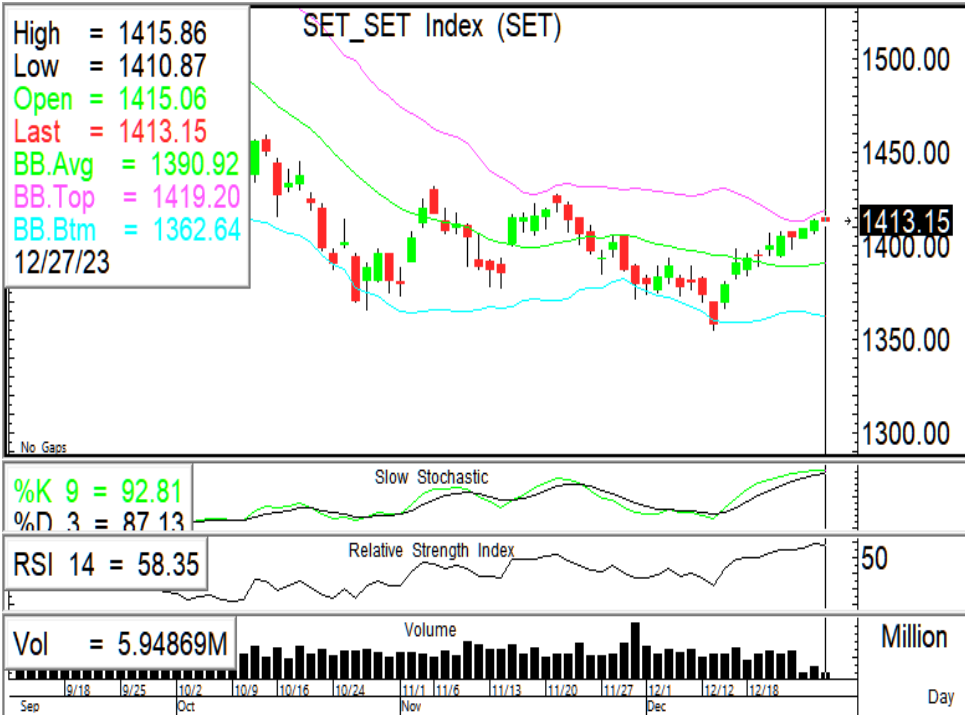 SET_SET Index (SET)
High = 1415.86
Low = 1410.87
Open = 1415.06
Last = 1413.15
BB.Avg = 1390.92
BB.Top = 1419.20
BB.Btm = 1362.64
12/27/23
1500.00
1450.00
1413.15
1400.00
1350.00
1300.00
No Gaps
Slow Stochastic
%K 9 = 92.81
%D 3 = 87.13
Relative Strength Index
RSI 14 = 58.35
50
Volume
Vol = 5.94869M
Million
9/18 9/25 10/2 10/9 10/16 10/24 11/1 11/6 11/13 11/20 11/27 12/1 12/12 12/18
Sep Oct Nov Dec
Day